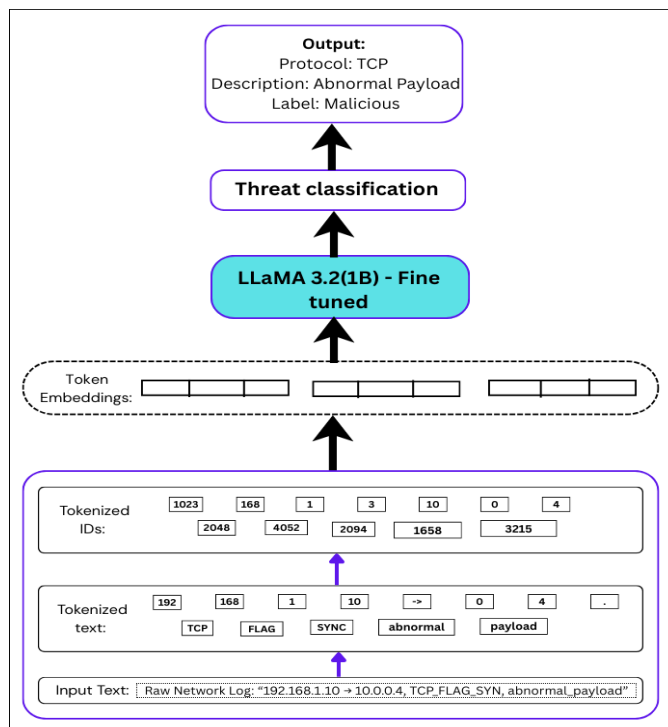 Output:
Protocol: TCP
Description: Abnormal Payload
Label: Malicious
Threat classification
LLaMA 3.2(1B) - Fine
tuned
Token
Embeddings:
Tokenized
IDs:
1023 168 1 3 10 0 4
2048 4052 2094 1658 3215
Tokenized
text:
192 168 1 10 -> 0 4 .
TCP FLAG SYNC abnormal payload
Input Text: Raw Network Log: “192.168.1.10 → 10.0.0.4, TCP_FLAG_SYN, abnormal_payload”